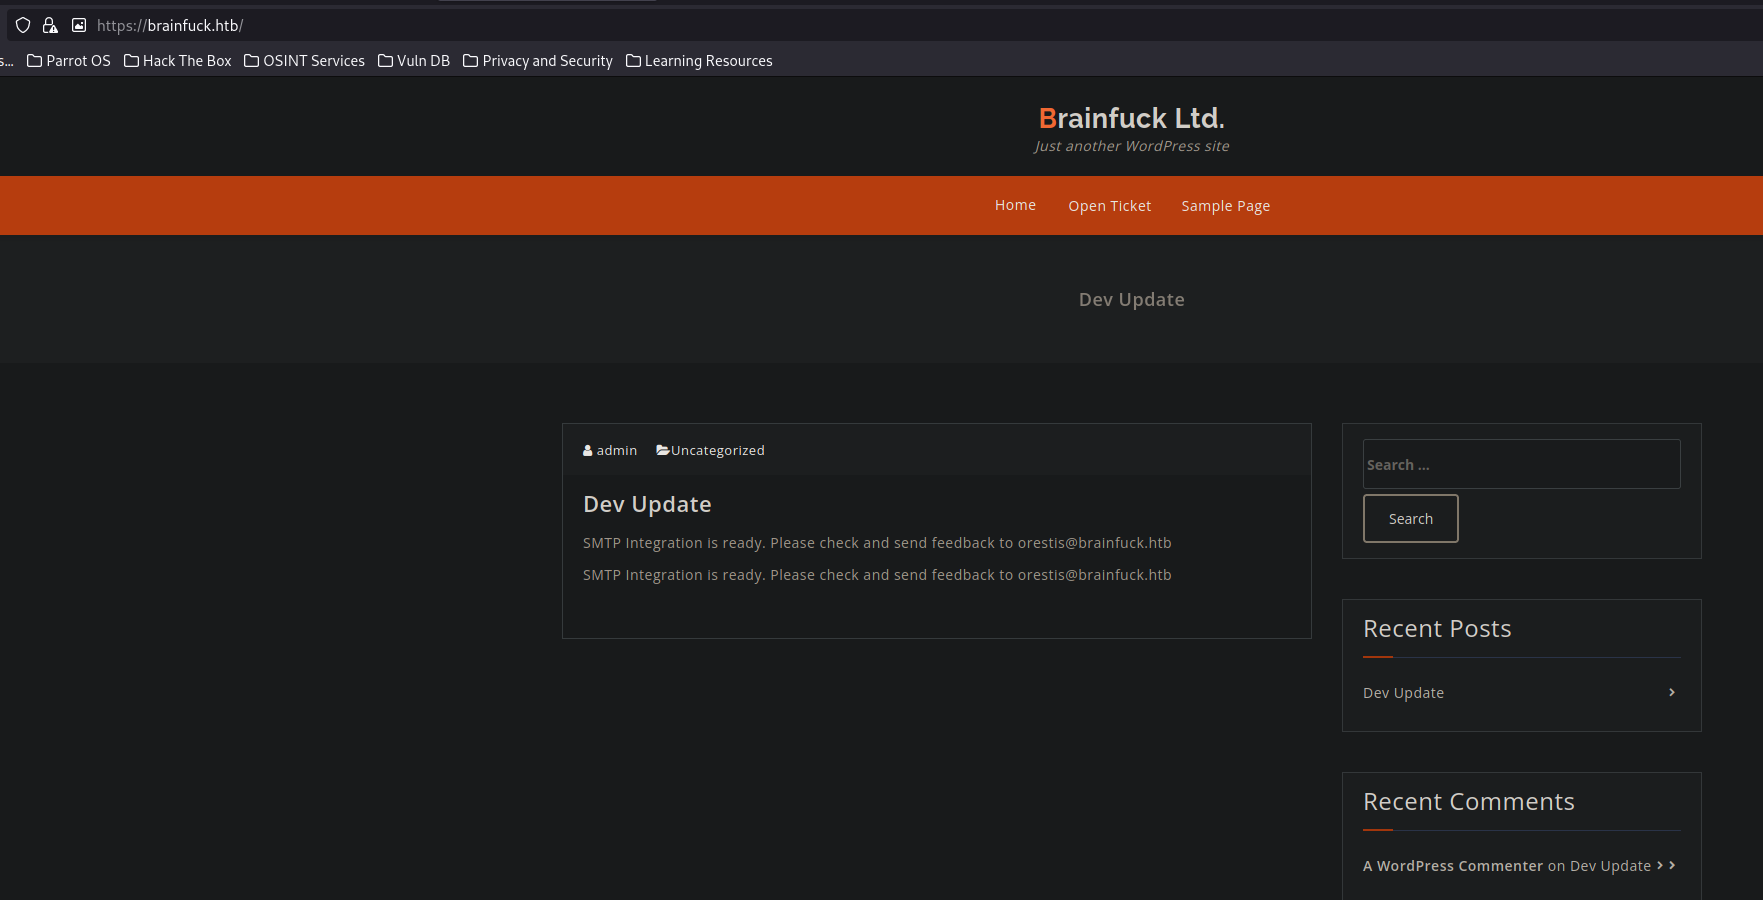 https://brainfuck.htb/
s... Parrot OS Hack The Box OSINT Services Vuln DB Privacy and Security Learning Resources
Brainfuck Ltd.
Just another WordPress site
Home Open Ticket Sample Page
Dev Update
admin Uncategorized
Dev Update
SMTP Integration is ready. Please check and send feedback to orestis@brainfuck.htb
SMTP Integration is ready. Please check and send feedback to orestis@brainfuck.htb
Search ...
Search
Recent Posts
Dev Update
Recent Comments
A WordPress Commenter on Dev Update